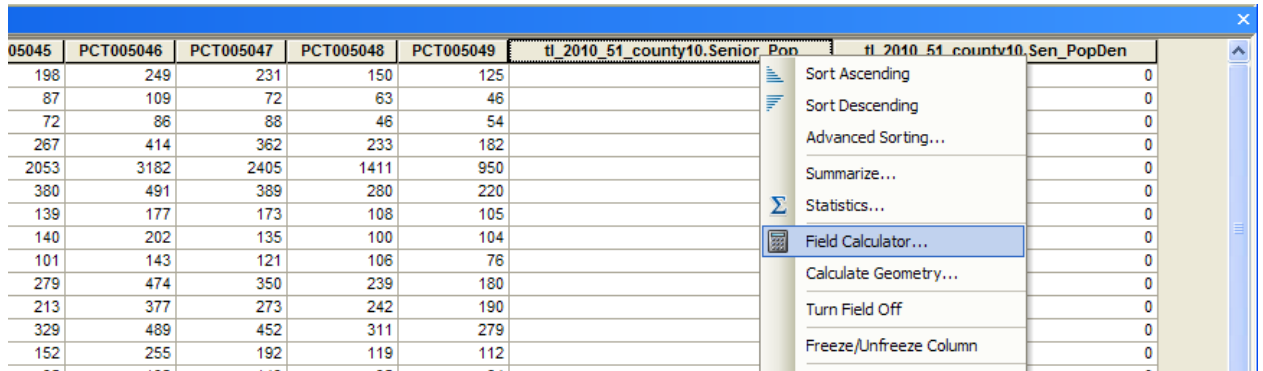 05045 PCT005046 PCT005047 PCT005048 PCT005049 tl_2010_51_county10.Senior_Pop tl_2010_51_county10.Sen_PopDen
198 249 231 150 125 0
87 109 72 63 46 0
72 86 88 46 54 0
267 414 362 233 182 0
2053 3182 2405 1411 950 0
380 491 389 280 220 0
139 177 173 108 105 0
140 202 135 100 104 0
101 143 121 106 76 0
279 474 350 239 180 0
213 377 273 242 190 0
329 489 452 311 279 0
152 255 192 119 112 0
Sort Ascending
Sort Descending
Advanced Sorting...
Summarize...
Σ Statistics...
Field Calculator...
Calculate Geometry...
Turn Field Off
Freeze/Unfreeze Column